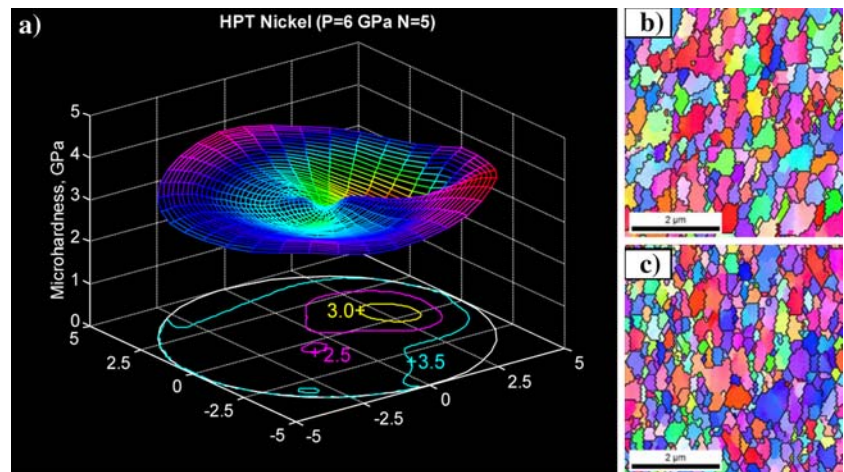 a)
HPT Nickel (P=6 GPa N=5)
Microhardness, GPa
5
4
3
2
1
0
5
2.5
0
-2.5
-5
-5
-2.5
0
2.5
5
3.0+
+2.5
+3.5
b)
2 µm
c)
2 µm